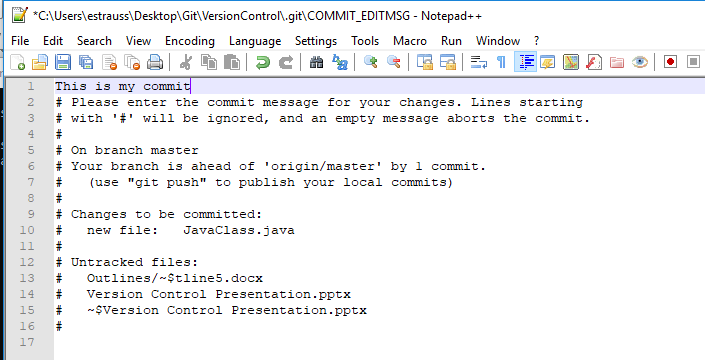 *C:\Users\estrauss\Desktop\Git\VersionControl\.git\COMMIT_EDITMSG - Notepad++
File Edit Search View Encoding Language Settings Tools Macro Run Window ?
1 This is my commit
2 # Please enter the commit message for your changes. Lines starting
3 # with '#' will be ignored, and an empty message aborts the commit.
4 #
5 # On branch master
6 # Your branch is ahead of 'origin/master' by 1 commit.
7 #   (use "git push" to publish your local commits)
8 #
9 # Changes to be committed:
10 #   new file:   JavaClass.java
11 #
12 # Untracked files:
13 #   Outlines/~$tline5.docx
14 #   Version Control Presentation.pptx
15 #   ~$Version Control Presentation.pptx
16 #
17